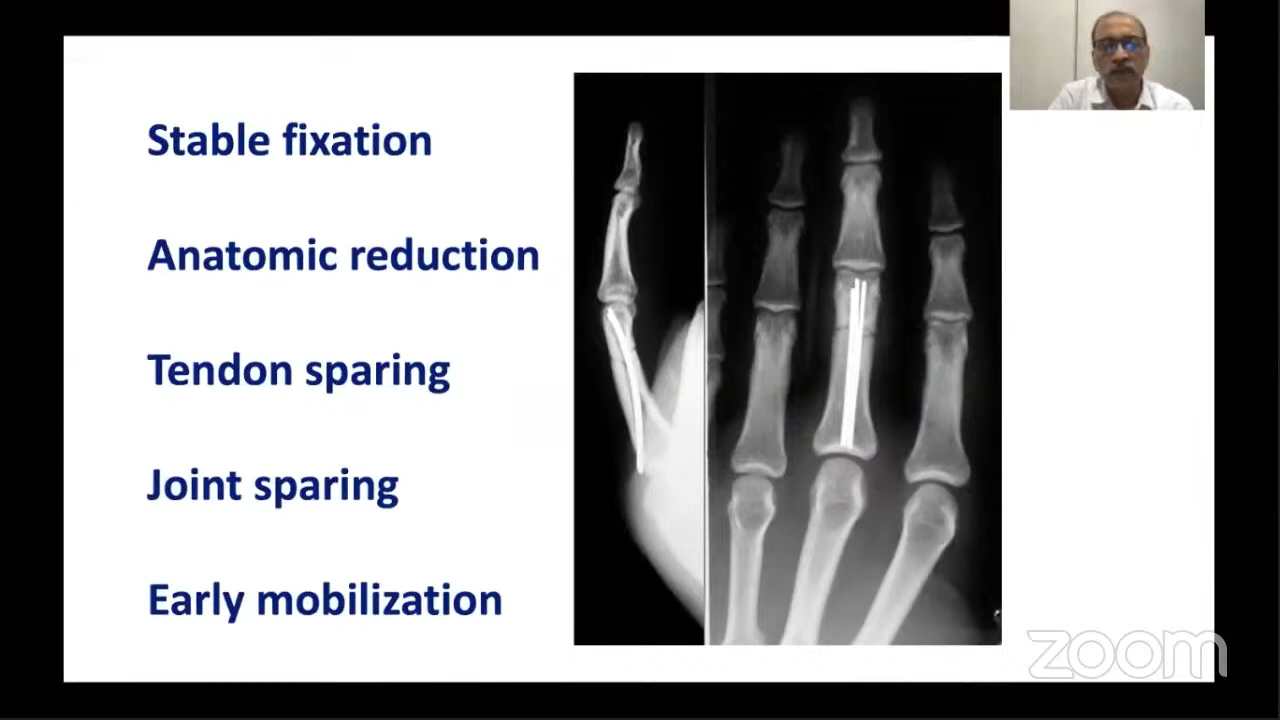 Stable fixation
Anatomic reduction
Tendon sparing
Joint sparing
Early mobilization
zoom